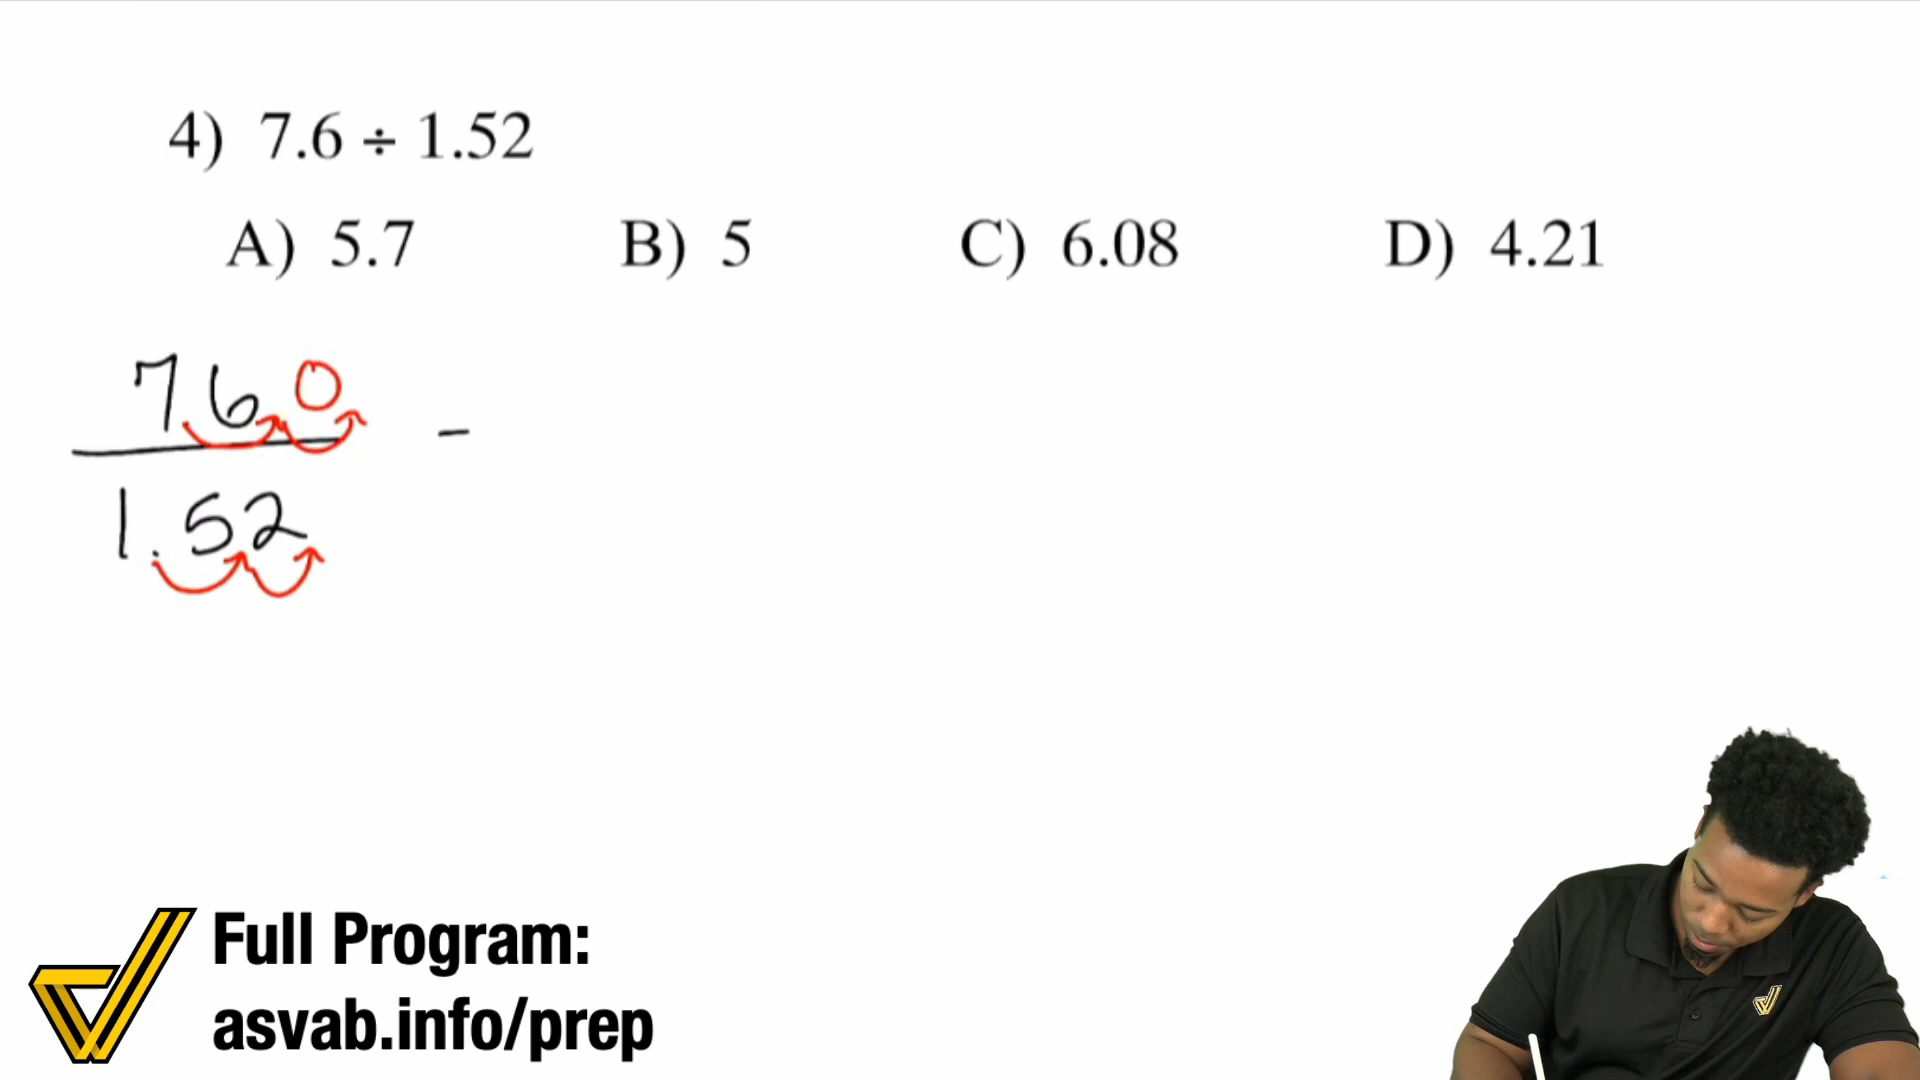 4) 7.6 ÷ 1.52
A) 5.7 B) 5 C) 6.08 D) 4.21
7.60 -
1.52
Full Program:
asvab.info/prep